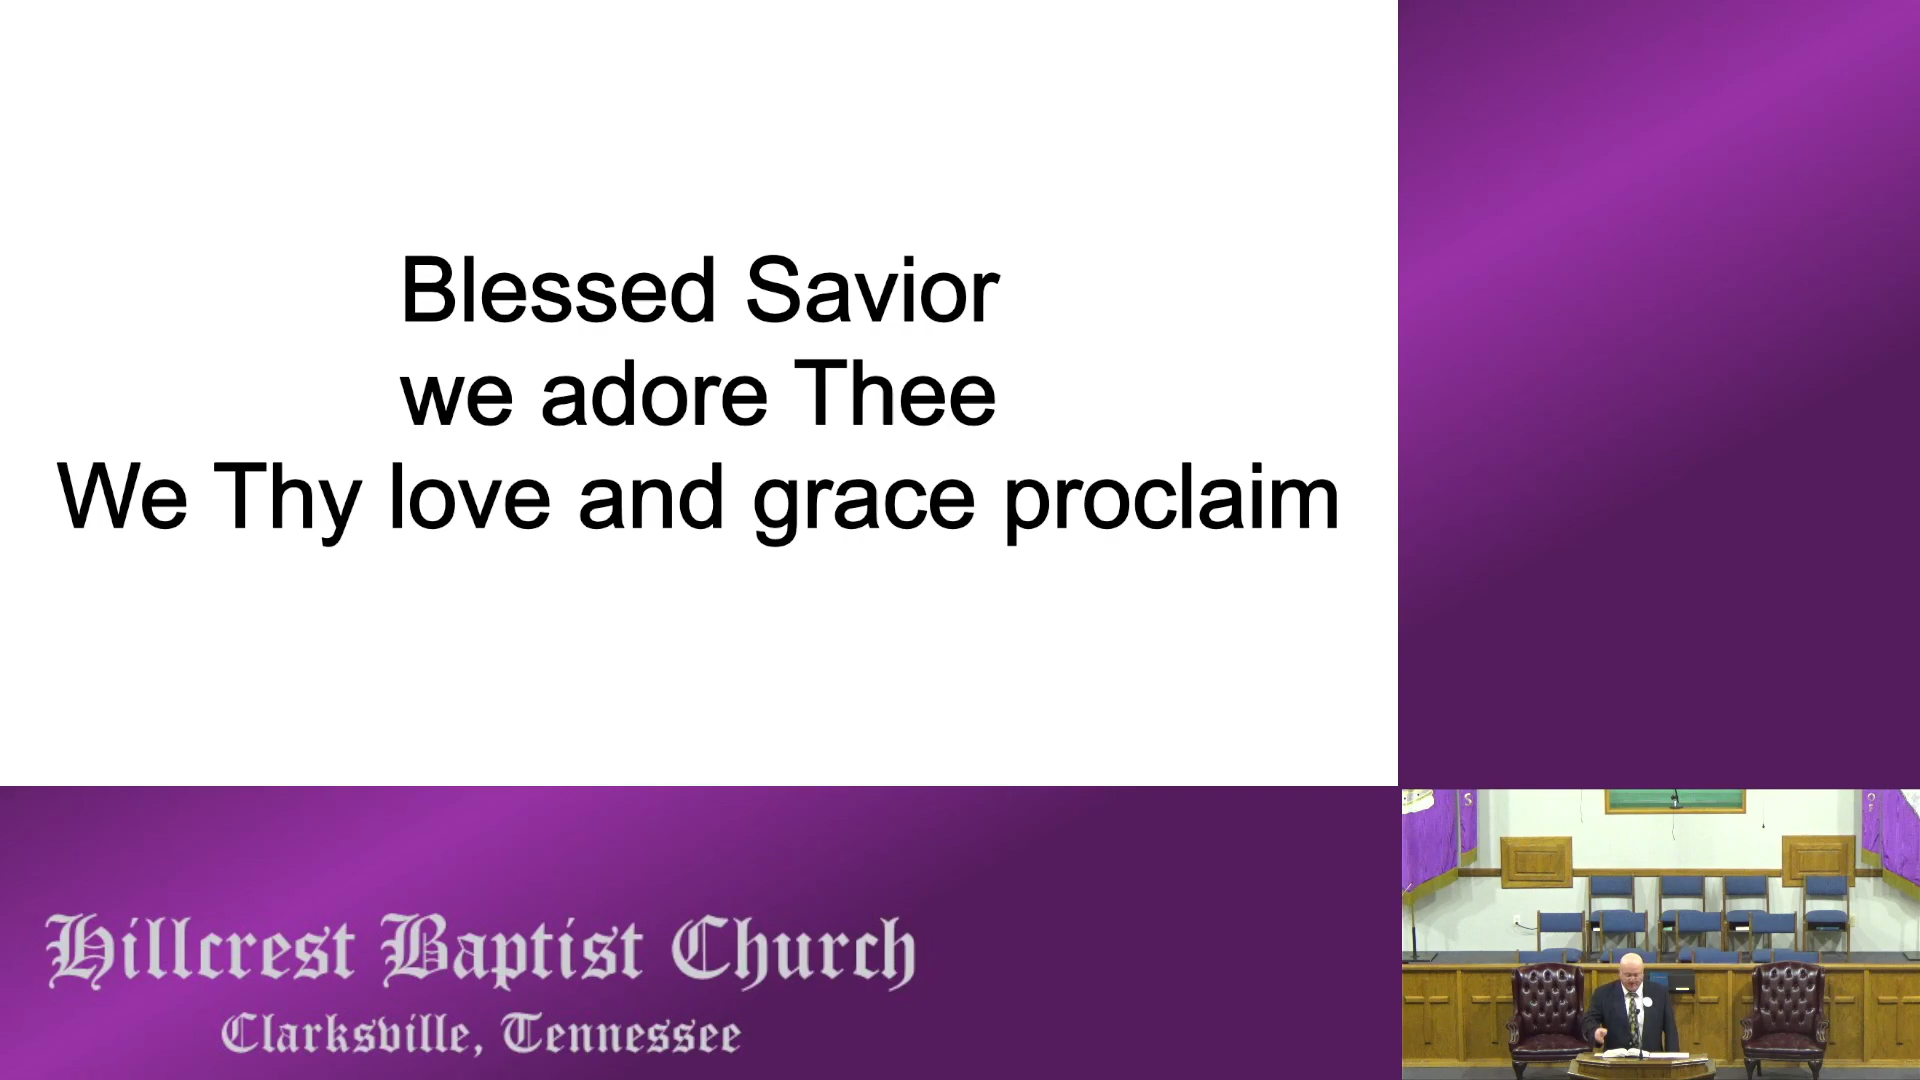 Blessed Savior
we adore Thee
We Thy love and grace proclaim
Hillcrest Baptist Church
Clarksville, Tennessee